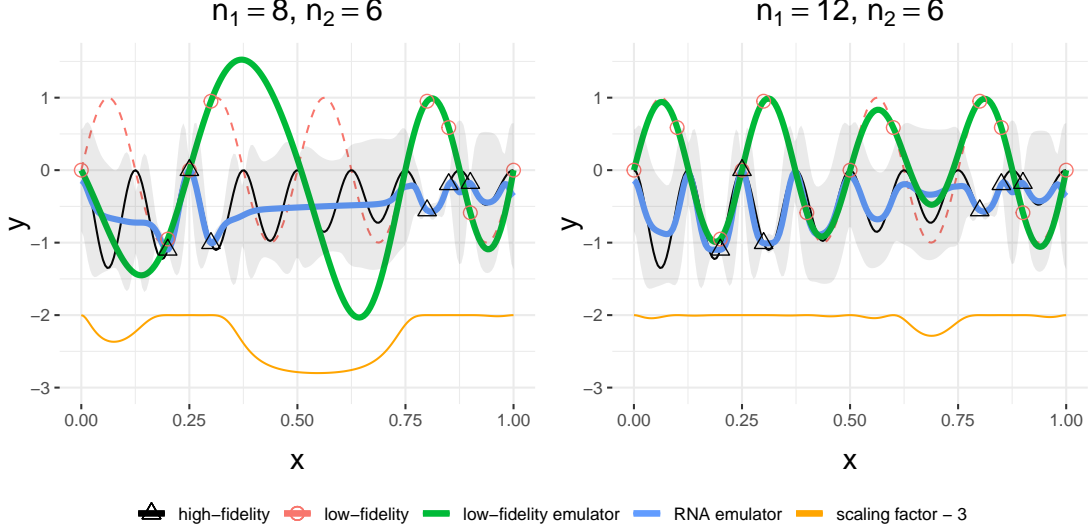 n₁ = 8, n₂ = 6
n₁ = 12, n₂ = 6
y
1
0
−1
−2
−3
0.00
0.25
0.50
0.75
1.00
x
y
1
0
−1
−2
−3
0.00
0.25
0.50
0.75
1.00
x
high−fidelity low−fidelity low−fidelity emulator RNA emulator scaling factor − 3